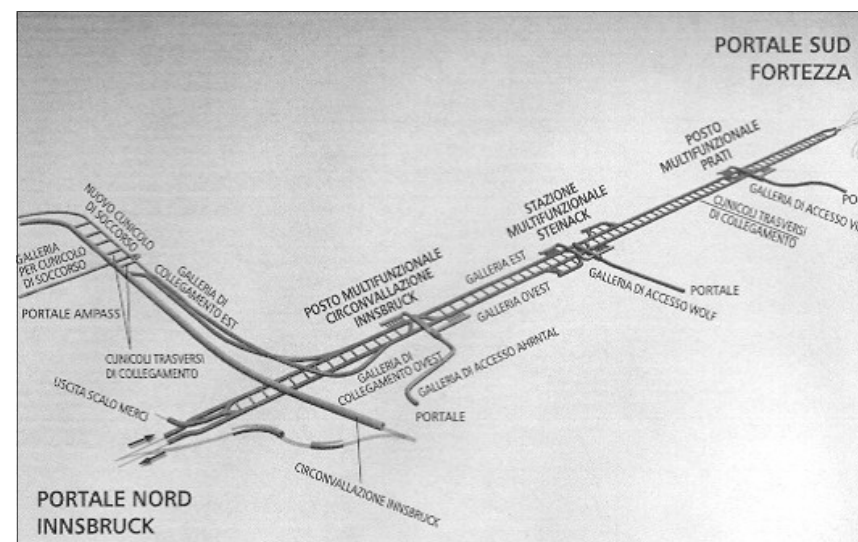 PORTALE SUD
FORTEZZA
POSTO
MULTIFUNZIONALE
PRATI
GALLERIA DI ACCESSO W
PO
CUNICOLI TRASVERSI
DI COLLEGAMENTO
STAZIONE
MULTIFUNZIONALE
STEINACK
GALLERIA EST
GALLERIA OVEST
GALLERIA DI ACCESSO WOLF
PORTALE
NUOVO CUNICOLO
DI SOCCORSO
GALLERIA
PER CUNICOLO
DI SOCCORSO
GALLERIA DI
COLLEGAMENTO EST
POSTO MULTIFUNZIONALE
CIRCONVALLAZIONE
INNSBRUCK
PORTALE AMPASS
CUNICOLI TRASVERSI
DI COLLEGAMENTO
GALLERIA DI
COLLEGAMENTO OVEST
GALLERIA DI ACCESSO AHRNTAL
PORTALE
USCITA SCALO MERCI
CIRCONVALLAZIONE INNSBRUCK
PORTALE NORD
INNSBRUCK